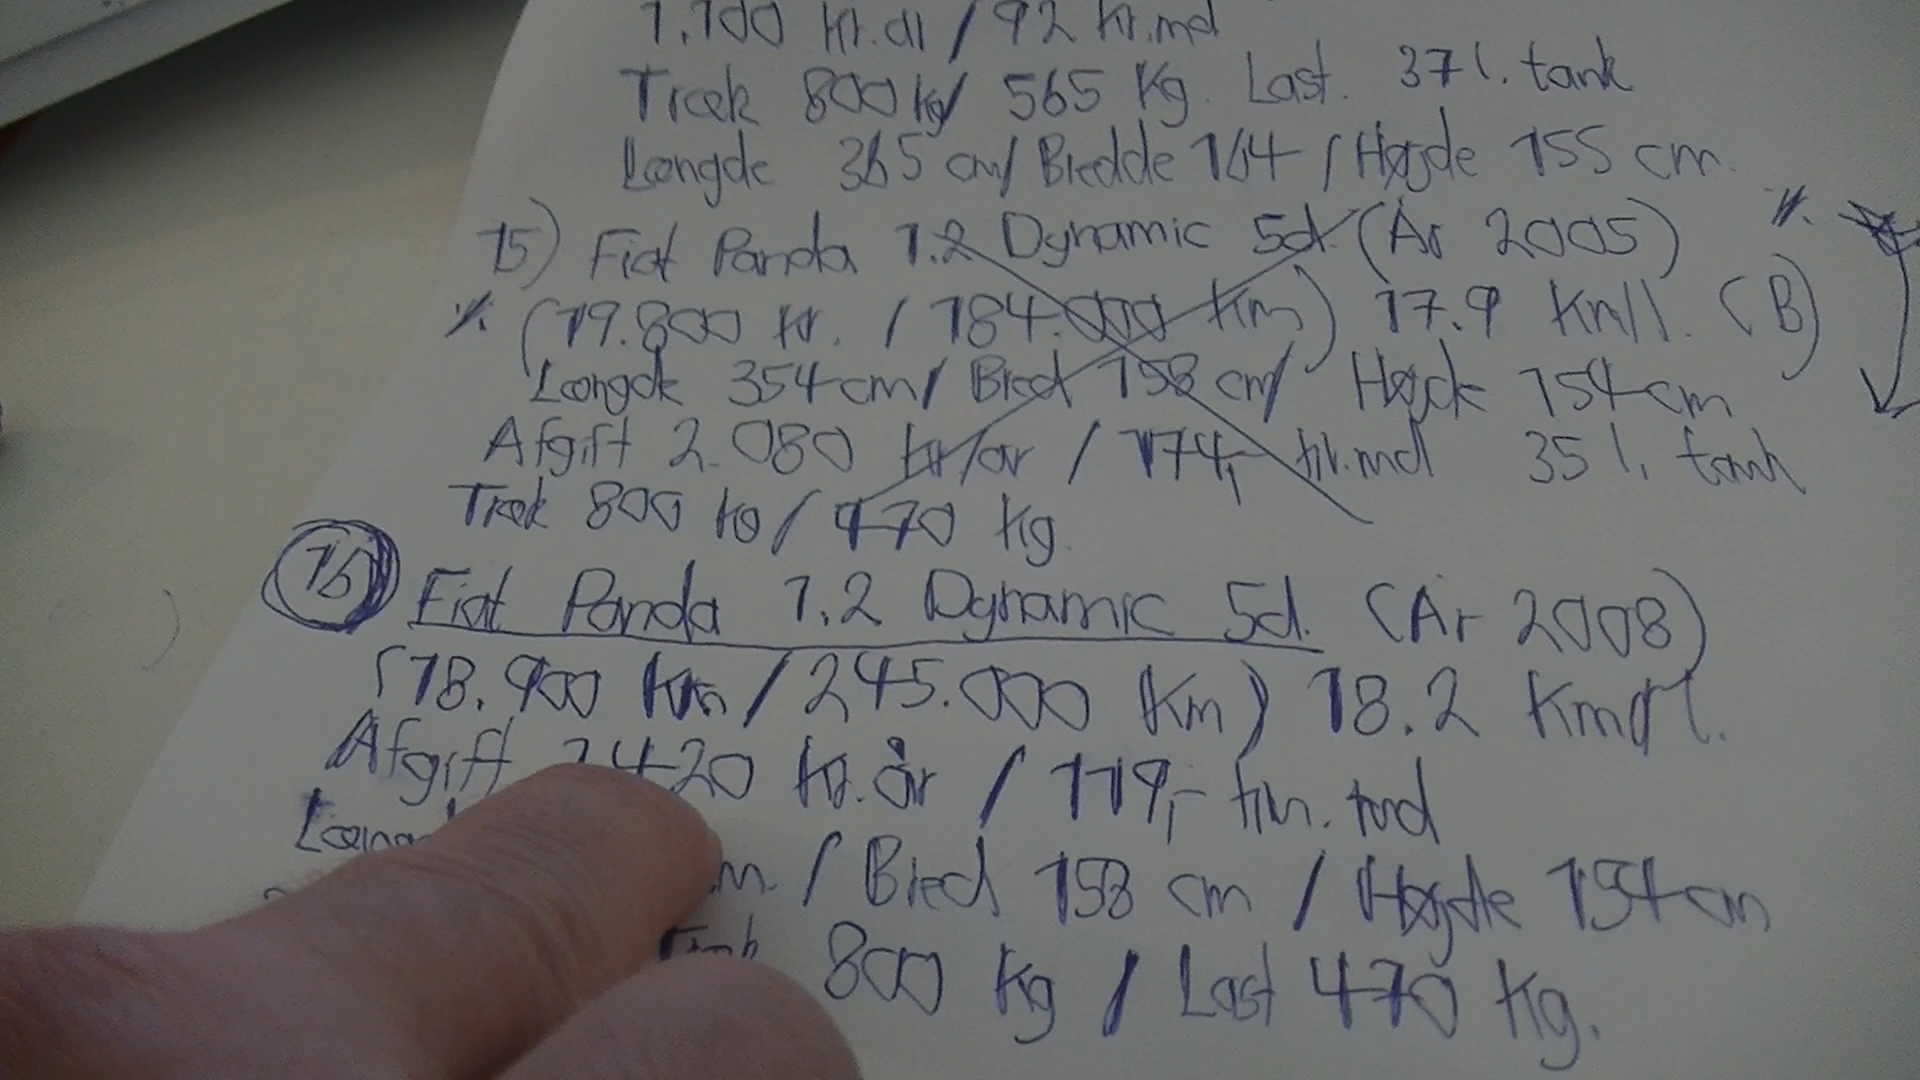 1.100 kr. år / 92 kr. md
Træk 800 kg / 565 kg. Last. 37 l. tank
Længde 365 cm / Bredde 164 / Højde 155 cm.
15) Fiat Panda 1.2 Dynamic 5d. (År 2005)
(19.800 kr. / 184.000 km) 17.9 Km/l. (B)
Længde 354 cm / Bred 158 cm / Højde 154 cm
Afgift 2.080 kr/år / 174,- kr. md 35 l. tank
Træk 800 kg / 470 kg.
16 Fiat Panda 1.2 Dynamic 5d. (År 2008)
(18.900 Km / 245.000 Km) 18.2 Km/l.
Afgift 1420 kr. år / 119,- kr. md
m. / Bred 158 cm / Højde 154 cm
800 kg / Last 470 kg.